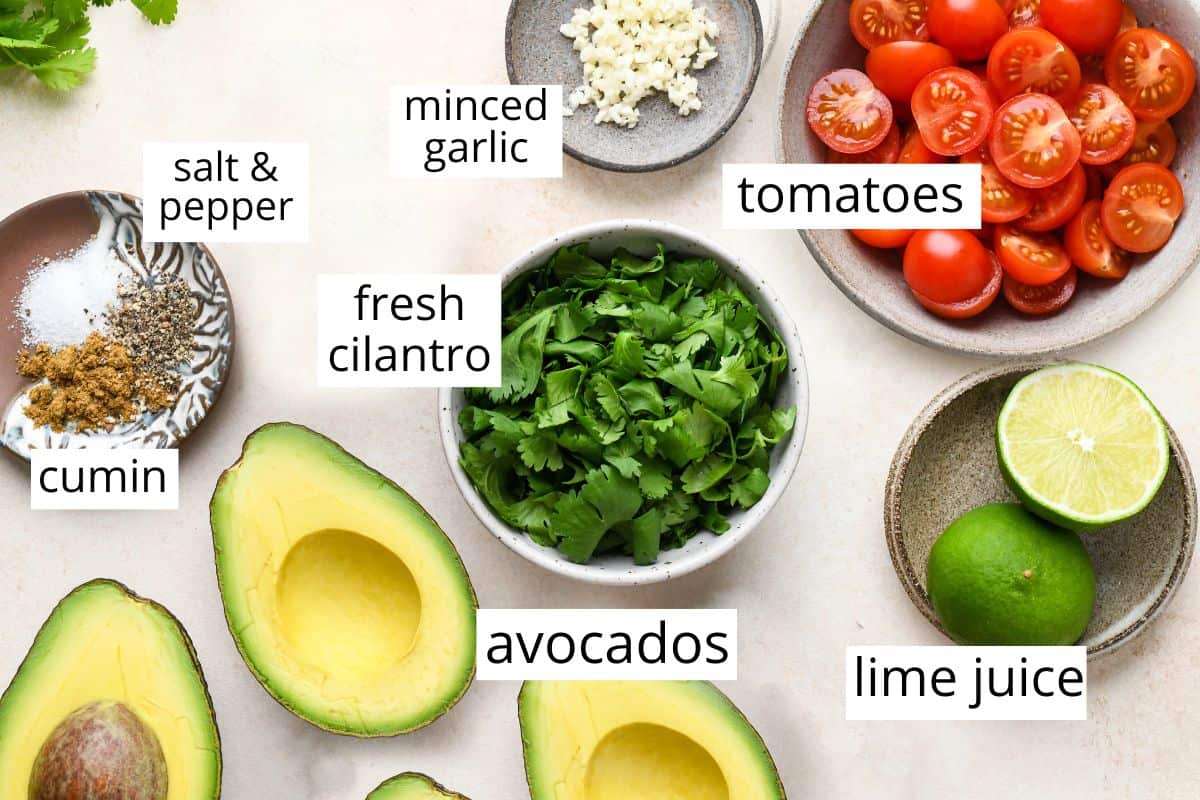 minced
garlic
salt &
pepper
tomatoes
fresh
cilantro
cumin
avocados
lime juice